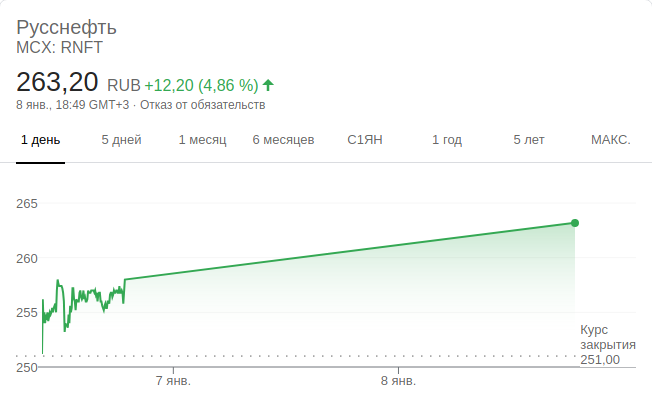 Русснефть
MCX: RNFT
263,20 RUB +12,20 (4,86 %)
8 янв., 18:49 GMT+3 · Отказ от обязательств
1 день 5 дней 1 месяц 6 месяцев С1ЯН 1 год 5 лет МАКС.
265
260
255
250
Курс
закрытия
251,00
7 янв. 8 янв.